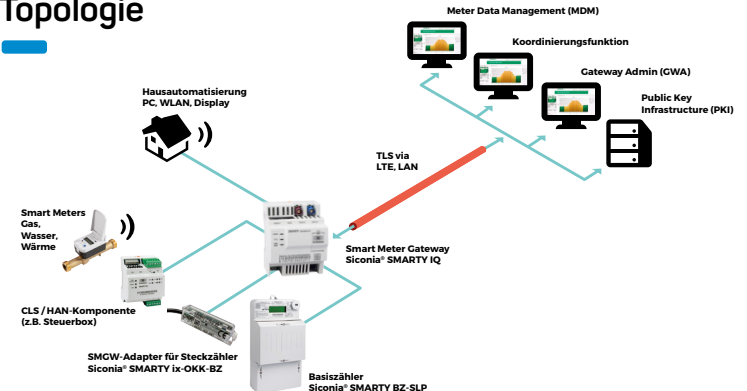 Topologie
Meter Data Management (MDM)
Koordinierungsfunktion
Gateway Admin (GWA)
Public Key
Infrastructure (PKI)
Hausautomatisierung
PC, WLAN, Display
TLS via
LTE, LAN
Smart Meters
Gas,
Wasser,
Wärme
Smart Meter Gateway
Siconia® SMARTY IQ
CLS / HAN-Komponente
(z.B. Steuerbox)
SMGW-Adapter für Steckzähler
Siconia® SMARTY ix-OKK-BZ
Basiszähler
Siconia® SMARTY BZ-SLP